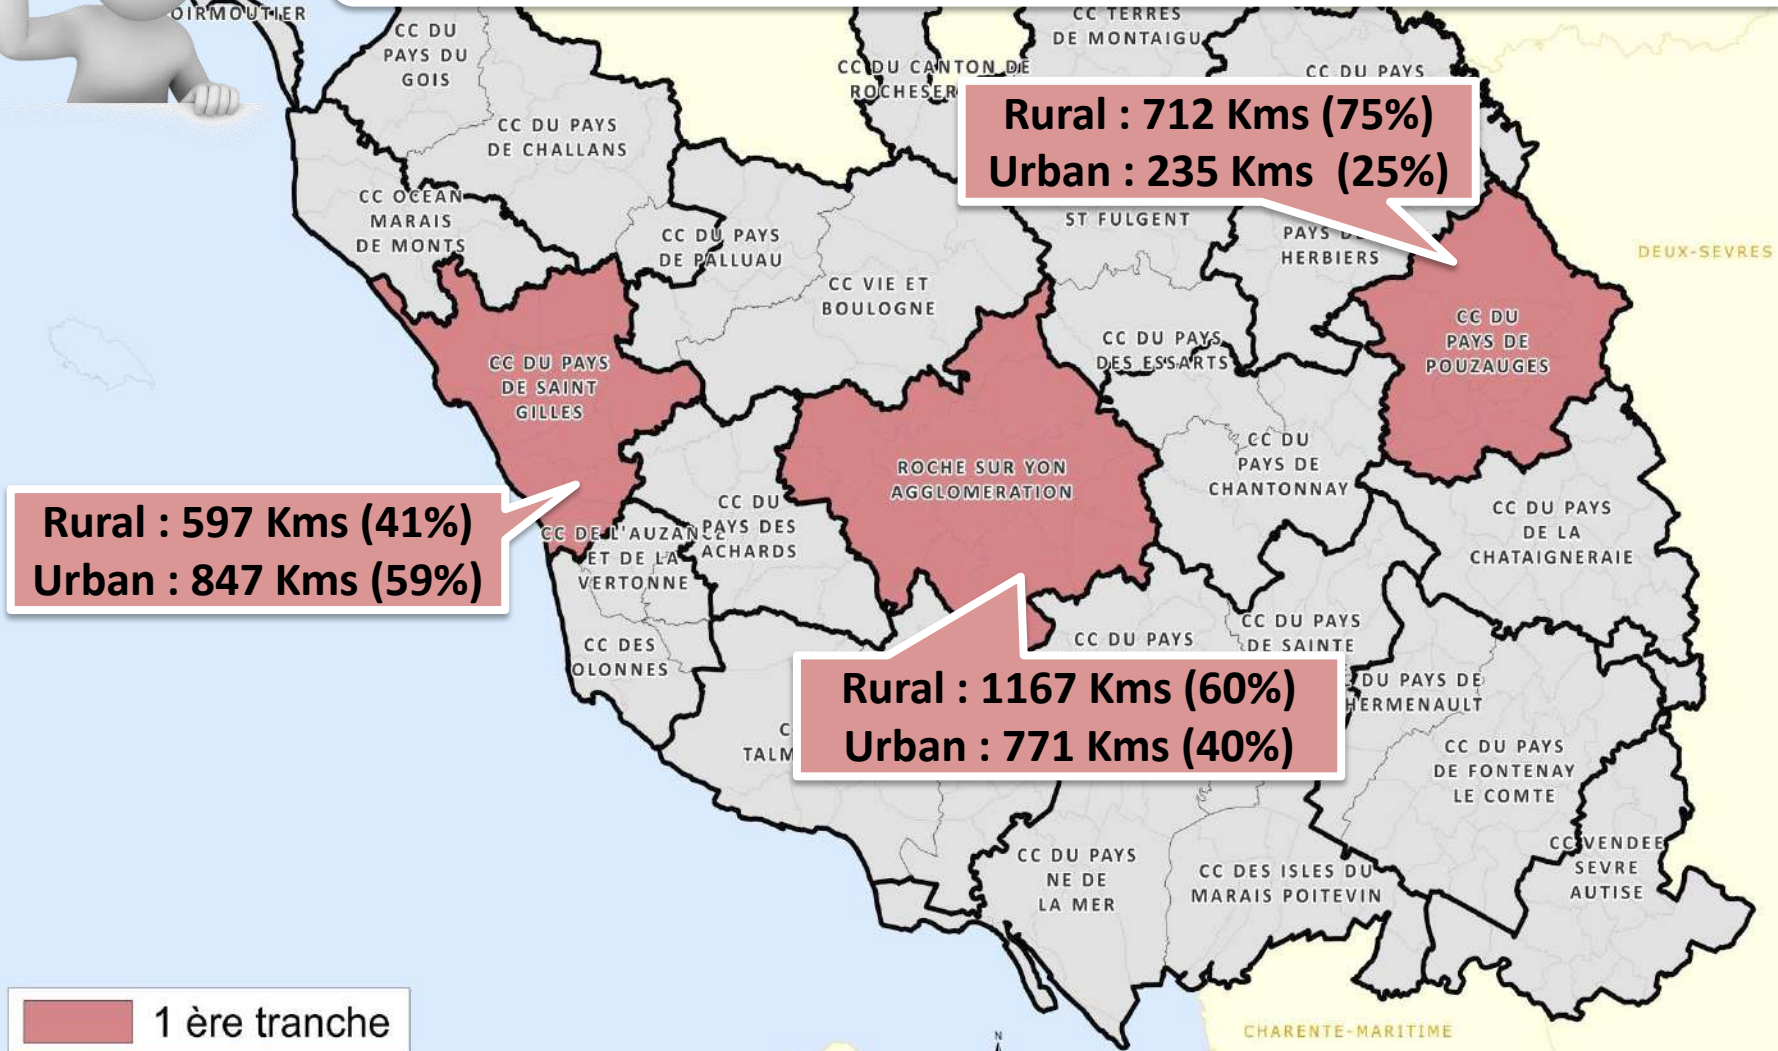 OIRMOUTIER
CC DU
PAYS DU
GOIS
CC TERRES
DE MONTAIGU
CC DU CANTON DE
CC DU PAYS
Rural : 712 Kms (75%)
Urban : 235 Kms (25%)
CC DU PAYS
DE CHALLANS
CC OCEAN
MARAIS
DE MONTS
CC DU PAYS
DE PALLUAU
ST FULGENT
PAYS
HERBIERS
DEUX-SEVRES
CC VIE ET
BOULOGNE
CC DU PAYS
DES ESSARTS
CC DU
PAYS DE
POUZAUGES
CC DU PAYS
DE SAINT
GILLES
ROCHE SUR YON
AGGLOMERATION
CC DU
PAYS DE
CHANTONNAY
Rural : 597 Kms (41%)
Urban : 847 Kms (59%)
CC DU
PAYS DES
ACHARDS
CC DE L'AUZANCE
ET DE LA
VERTONNE
CC DU PAYS
DE LA
CHATAIGNERAIE
CC DES
OLONNES
CC DU PAYS
CC DU PAYS
DE SAINTE
Rural : 1167 Kms (60%)
Urban : 771 Kms (40%)
DU PAYS DE
HERMENAULT
TALM
CC DU PAYS
DE FONTENAY
LE COMTE
CC DU PAYS
NE DE
LA MER
CC DES ISLES DU
MARAIS POITEVIN
CC VENDEE
SEVRE
AUTISE
1 ère tranche
N
CHARENTE-MARITIME